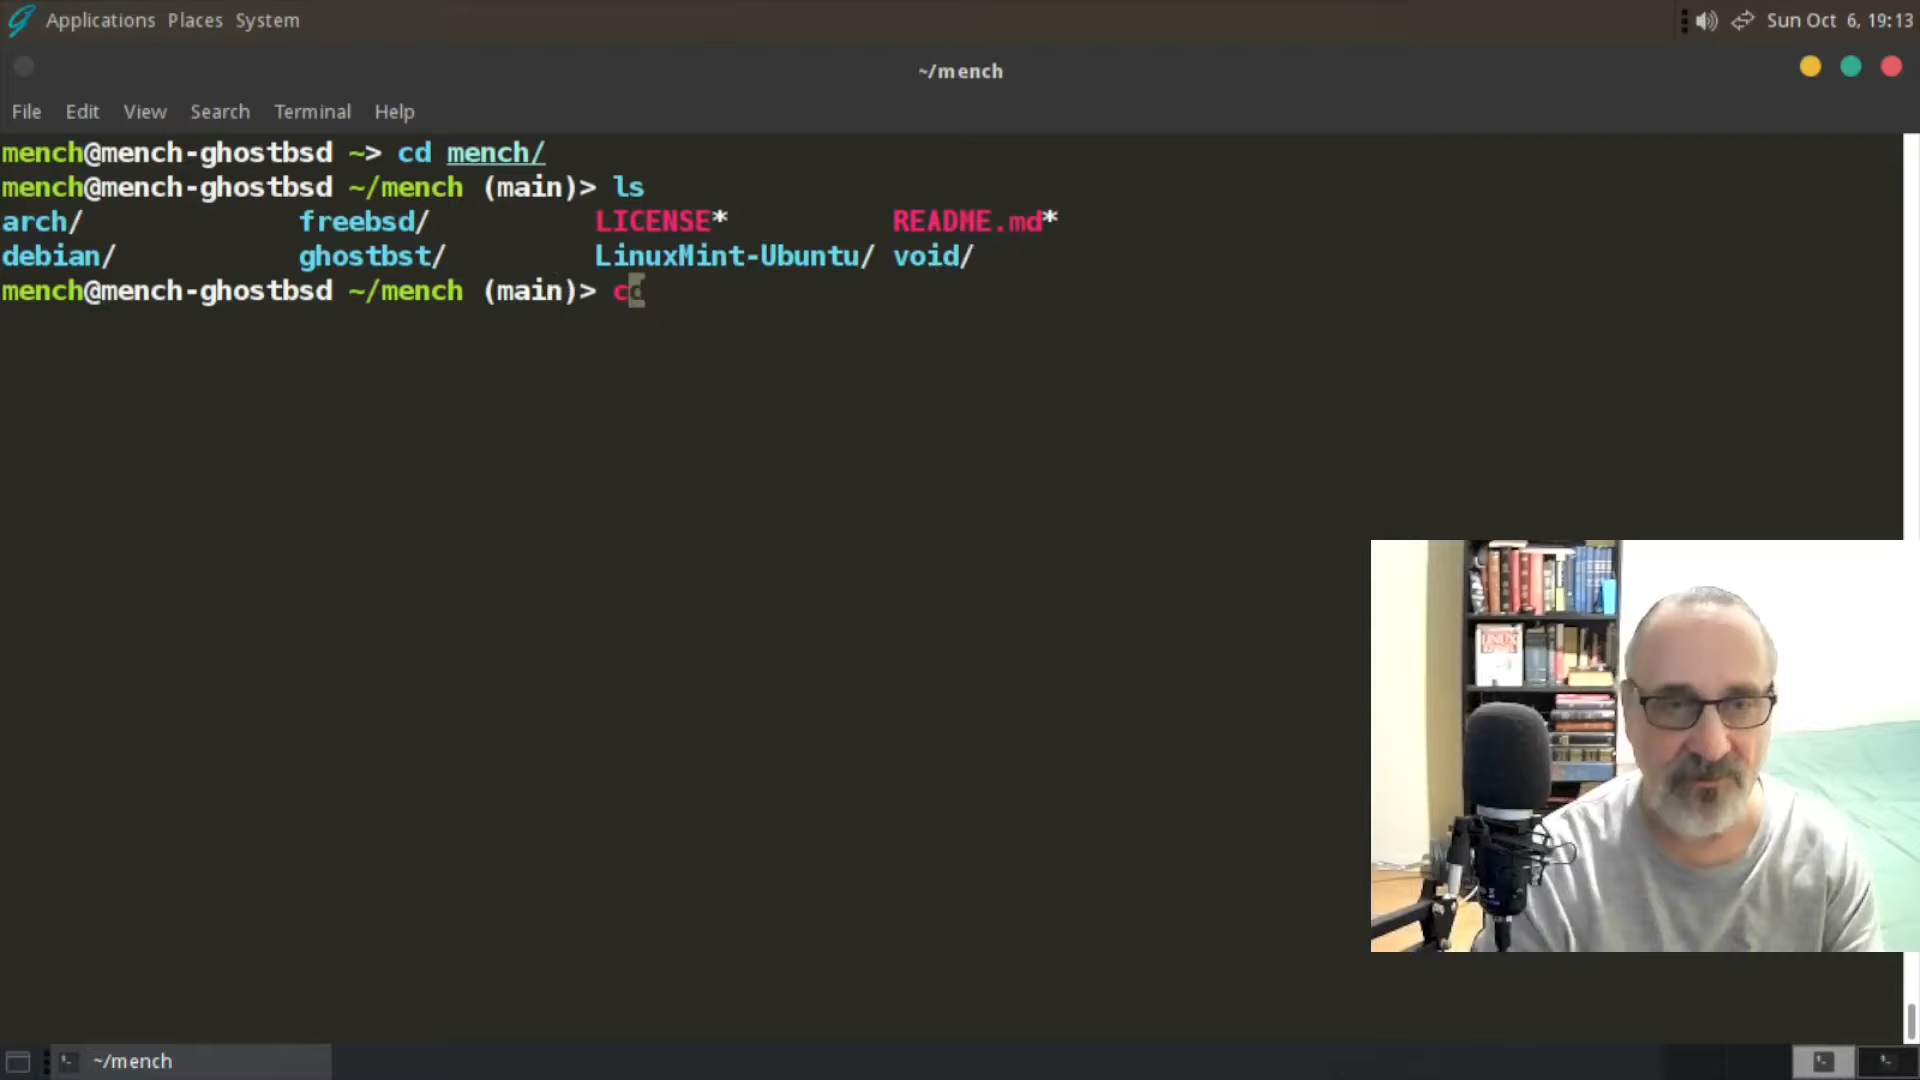 Applications Places System
Sun Oct 6, 19:13
~/mench
File Edit View Search Terminal Help
mench@mench-ghostbsd ~> cd mench/
mench@mench-ghostbsd ~/mench (main)> ls
arch/ freebsd/ LICENSE* README.md*
debian/ ghostbst/ LinuxMint-Ubuntu/ void/
mench@mench-ghostbsd ~/mench (main)> cd
LINUX
~/mench